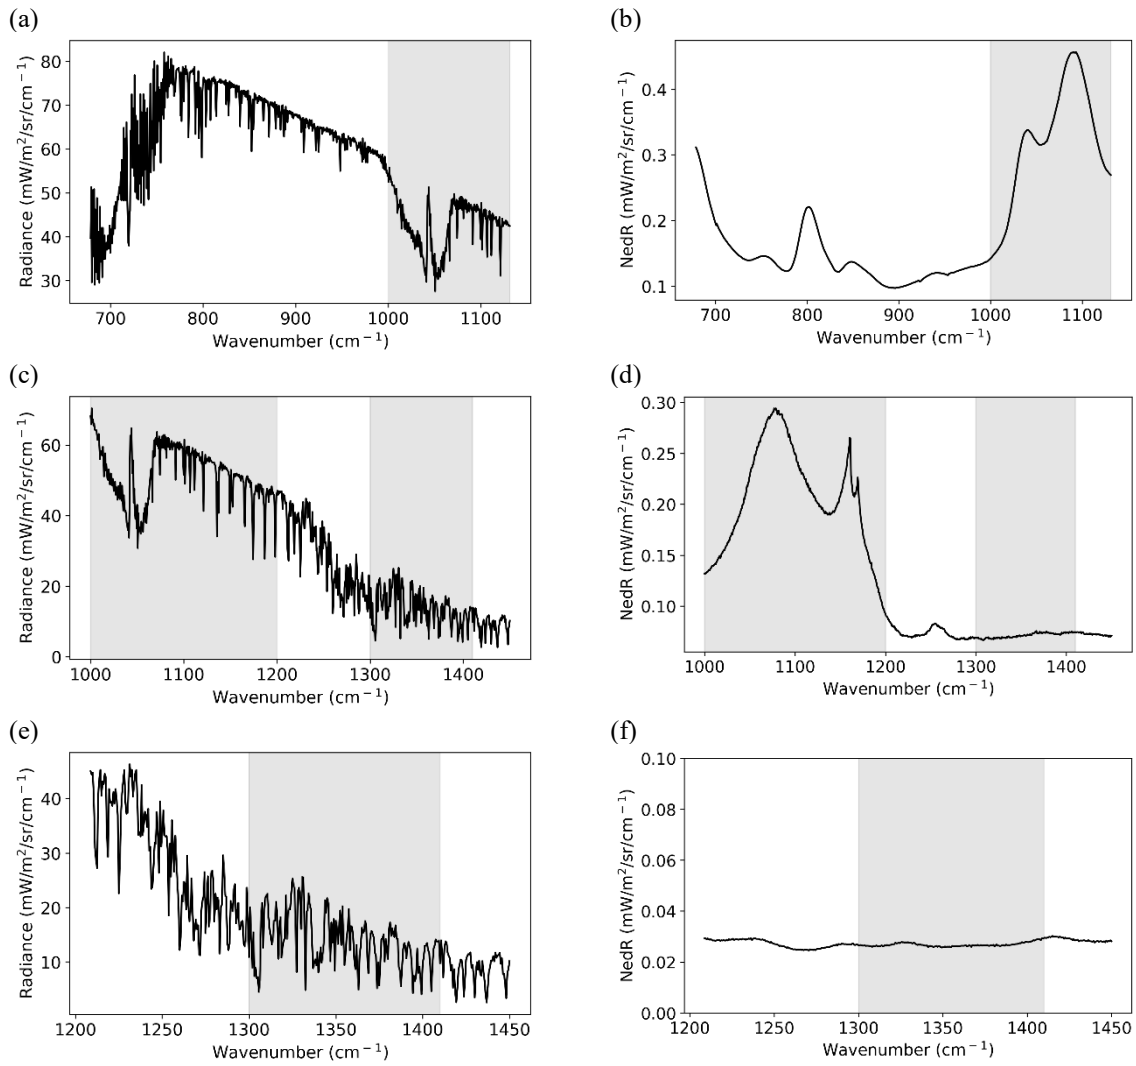 (a)
(b)
80
70
60
50
40
30
Radiance (mW/m²/sr/cm⁻¹)
700 800 900 1000 1100
Wavenumber (cm⁻¹)
0.4
0.3
0.2
0.1
NedR (mW/m²/sr/cm⁻¹)
700 800 900 1000 1100
Wavenumber (cm⁻¹)
(c)
(d)
60
40
20
0
Radiance (mW/m²/sr/cm⁻¹)
1000 1100 1200 1300 1400
Wavenumber (cm⁻¹)
0.30
0.25
0.20
0.15
0.10
NedR (mW/m²/sr/cm⁻¹)
1000 1100 1200 1300 1400
Wavenumber (cm⁻¹)
(e)
(f)
40
30
20
10
Radiance (mW/m²/sr/cm⁻¹)
1200 1250 1300 1350 1400 1450
Wavenumber (cm⁻¹)
0.10
0.08
0.06
0.04
0.02
0.00
NedR (mW/m²/sr/cm⁻¹)
1200 1250 1300 1350 1400 1450
Wavenumber (cm⁻¹)